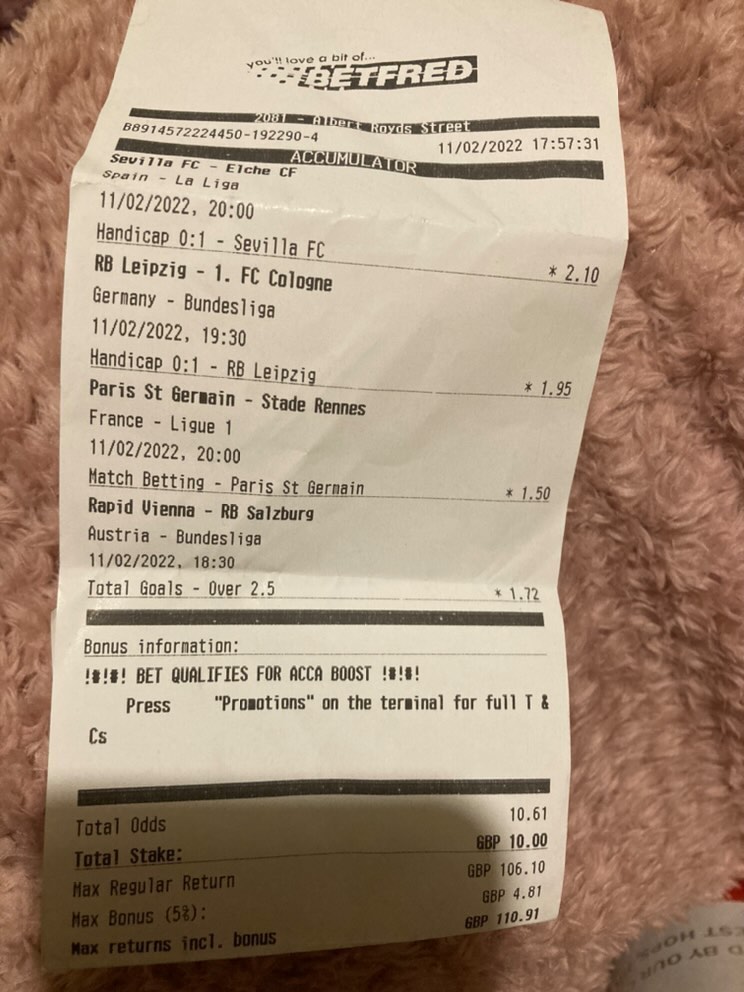 you'll love a bit of...
BETFRED
2081 - Albert Royds Street
B8914572224450-192290-4 11/02/2022 17:57:31
ACCUMULATOR
Sevilla FC - Elche CF
Spain - La Liga
11/02/2022, 20:00
Handicap 0:1 - Sevilla FC * 2.10
RB Leipzig - 1. FC Cologne
Germany - Bundesliga
11/02/2022, 19:30
Handicap 0:1 - RB Leipzig * 1.95
Paris St Germain - Stade Rennes
France - Ligue 1
11/02/2022, 20:00
Match Betting - Paris St Germain * 1.50
Rapid Vienna - RB Salzburg
Austria - Bundesliga
11/02/2022, 18:30
Total Goals - Over 2.5 * 1.72
Bonus information:
!#!#! BET QUALIFIES FOR ACCA BOOST !#!#!
Press "Promotions" on the terminal for full T &
Cs
Total Odds 10.61
Total Stake: GBP 10.00
Max Regular Return GBP 106.10
Max Bonus (5%): GBP 4.81
Max returns incl. bonus GBP 110.91
D BY OUR
EST HOPS